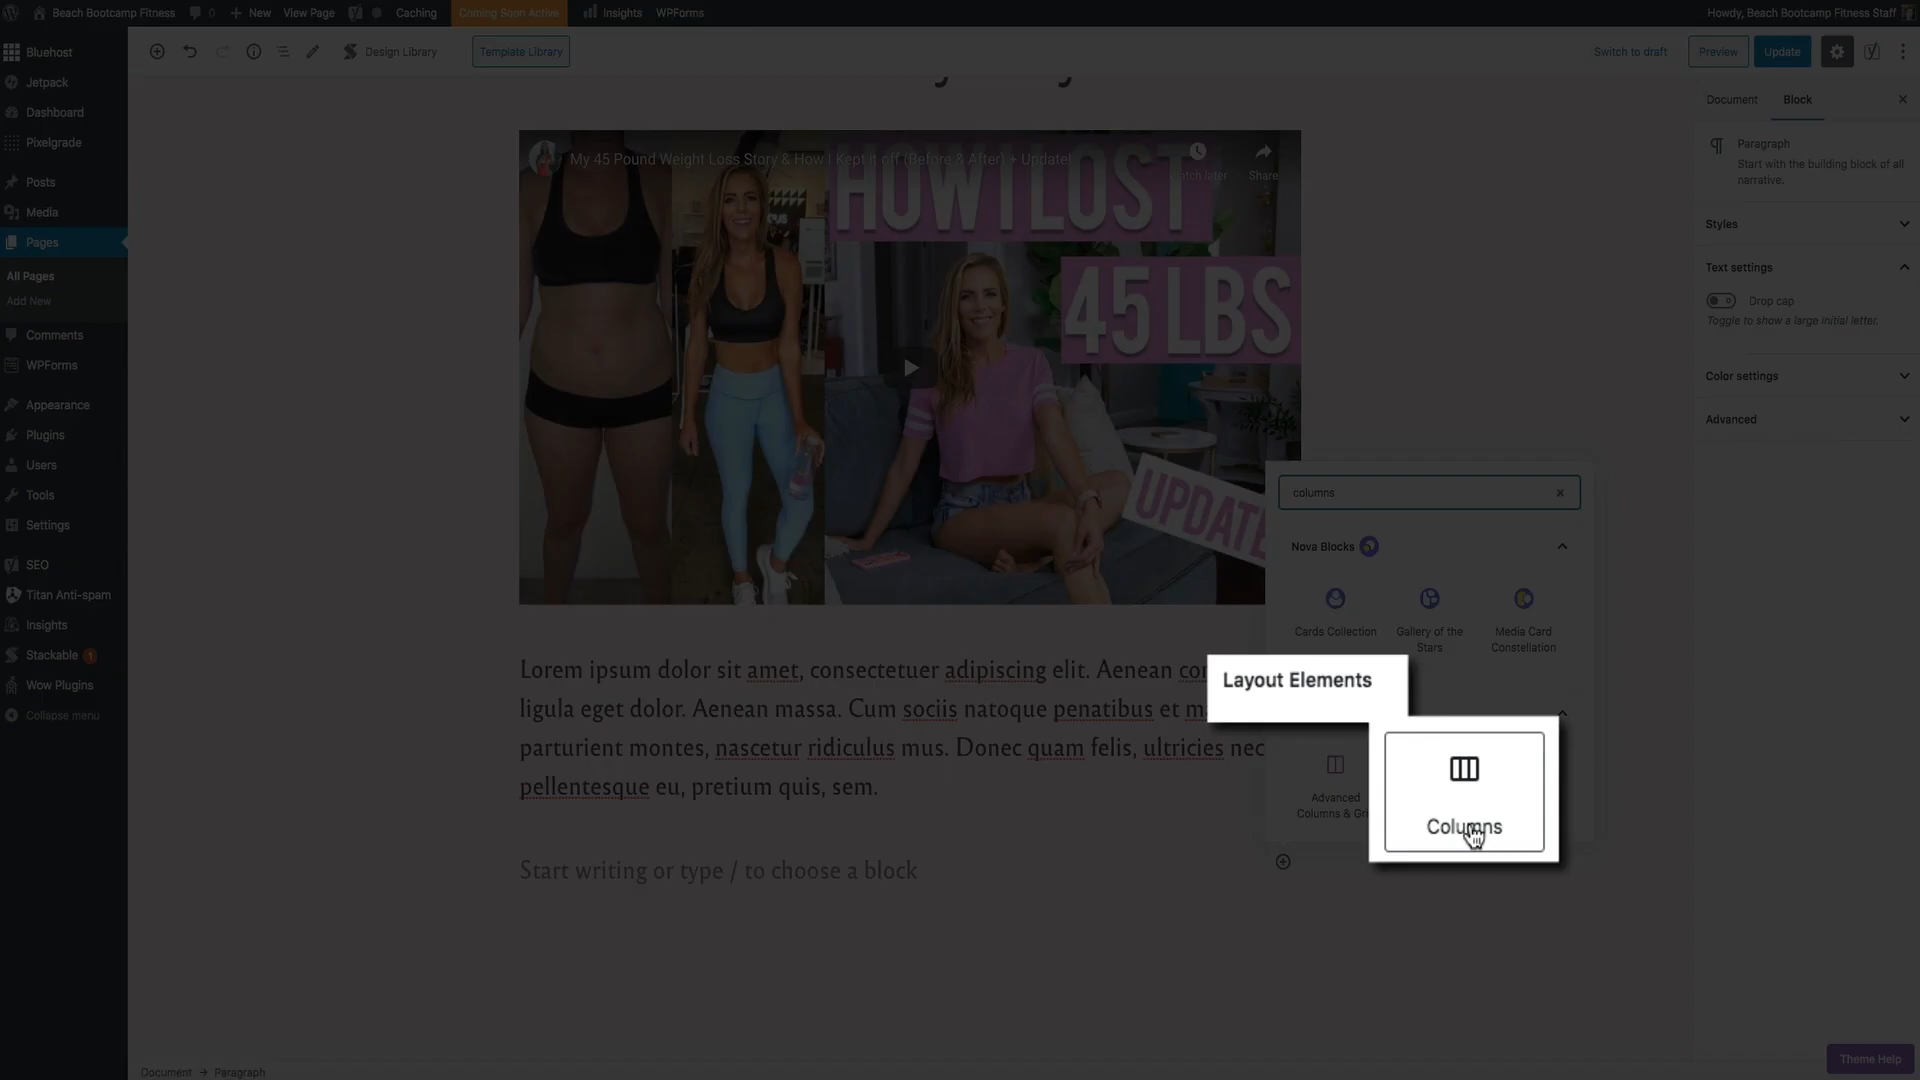 Beach Bootcamp Fitness
0
New
View Page
Caching
Coming Soon Active
Insights
WPForms
Howdy, Beach Bootcamp Fitness Staff
Bluehost
Design Library
Template Library
Switch to draft
Preview
Update
Jetpack
Dashboard
Pixelgrade
Posts
Media
Pages
All Pages
Add New
Comments
WPForms
Appearance
Plugins
Users
Tools
Settings
SEO
Titan Anti-spam
Insights
Stackable 1
Wow Plugins
Collapse menu
My 45 Pound Weight Loss Story & How I Kept it off (Before & After) + Update!
Share
HOW I LOST
45 LBS
UPDATE
Lorem ipsum dolor sit amet, consectetuer adipiscing elit. Aenean
ligula eget dolor. Aenean massa. Cum sociis natoque penatibus et
parturient montes, nascetur ridiculus mus. Donec quam felis, ultricies nec
pellentesque eu, pretium quis, sem.
Start writing or type / to choose a block
columns
Nova Blocks
Cards Collection
Gallery of the
Stars
Media Card
Constellation
Layout Elements
Advanced
Columns &
Columns
Document
Block
Paragraph
Start with the building block of all
narrative.
Styles
Text settings
Drop cap
Toggle to show a large initial letter.
Color settings
Advanced
Theme Help
Document → Paragraph